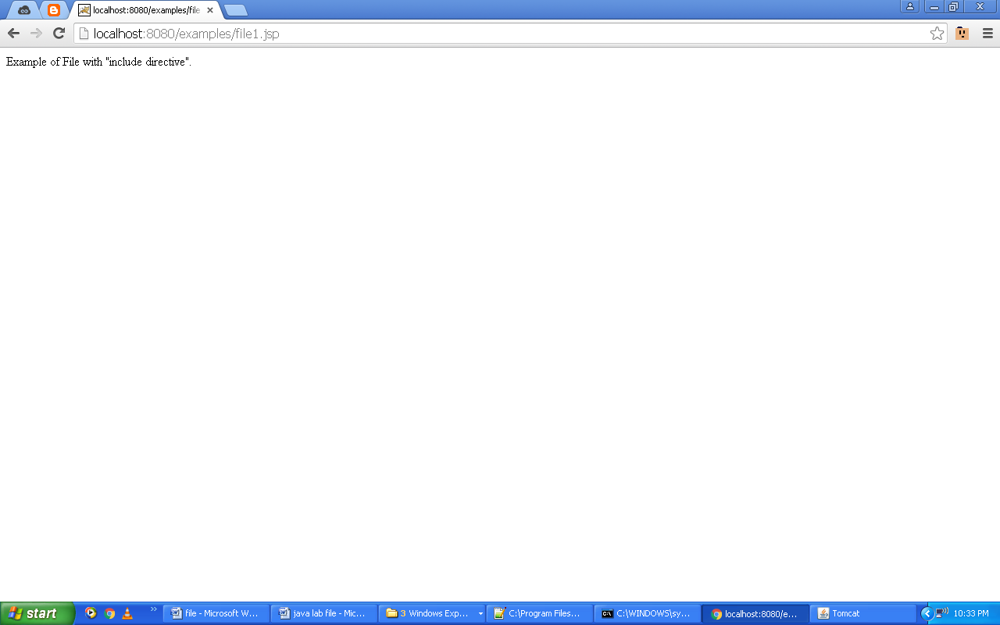 localhost:8080/examples/file
localhost:8080/examples/file1.jsp
Example of File with "include directive".
start
file - Microsoft W...
java lab file - Mic...
3 Windows Exp...
C:\Program Files...
C:\WINDOWS\sy...
localhost:8080/e...
Tomcat
10:33 PM